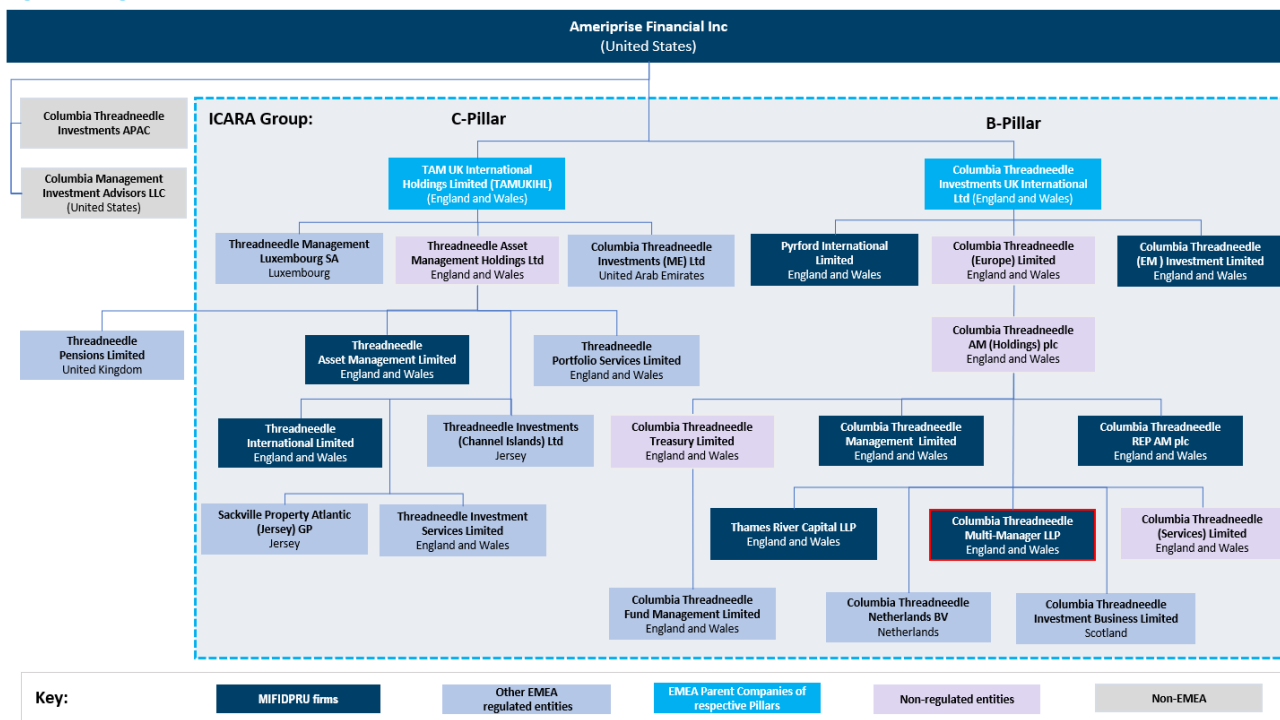 Ameriprise Financial Inc
(United States)
Columbia Threadneedle
Investments APAC
Columbia Management
Investment Advisors LLC
(United States)
ICARA Group:
C-Pillar
B-Pillar
TAM UK International
Holdings Limited (TAMUKIHL)
(England and Wales)
Columbia Threadneedle
Investments UK International
Ltd (England and Wales)
Threadneedle Management
Luxembourg SA
Luxembourg
Threadneedle Asset
Management Holdings Ltd
England and Wales
Columbia Threadneedle
Investments (ME) Ltd
United Arab Emirates
Pyrford International
Limited
England and Wales
Columbia Threadneedle
(Europe) Limited
England and Wales
Columbia Threadneedle
(EM ) Investment Limited
England and Wales
Threadneedle
Pensions Limited
United Kingdom
Threadneedle
Asset Management Limited
England and Wales
Threadneedle
Portfolio Services Limited
England and Wales
Columbia Threadneedle
AM (Holdings) plc
England and Wales
Threadneedle
International Limited
England and Wales
Threadneedle Investments
(Channel Islands) Ltd
Jersey
Columbia Threadneedle
Treasury Limited
England and Wales
Columbia Threadneedle
Management Limited
England and Wales
Columbia Threadneedle
REP AM plc
England and Wales
Sackville Property Atlantic
(Jersey) GP
Jersey
Threadneedle Investment
Services Limited
England and Wales
Thames River Capital LLP
England and Wales
Columbia Threadneedle
Multi-Manager LLP
England and Wales
Columbia Threadneedle
(Services) Limited
England and Wales
Columbia Threadneedle
Fund Management Limited
England and Wales
Columbia Threadneedle
Netherlands BV
Netherlands
Columbia Threadneedle
Investment Business Limited
Scotland
Key:
MIFIDPRU firms
Other EMEA
regulated entities
EMEA Parent Companies of
respective Pillars
Non-regulated entities
Non-EMEA